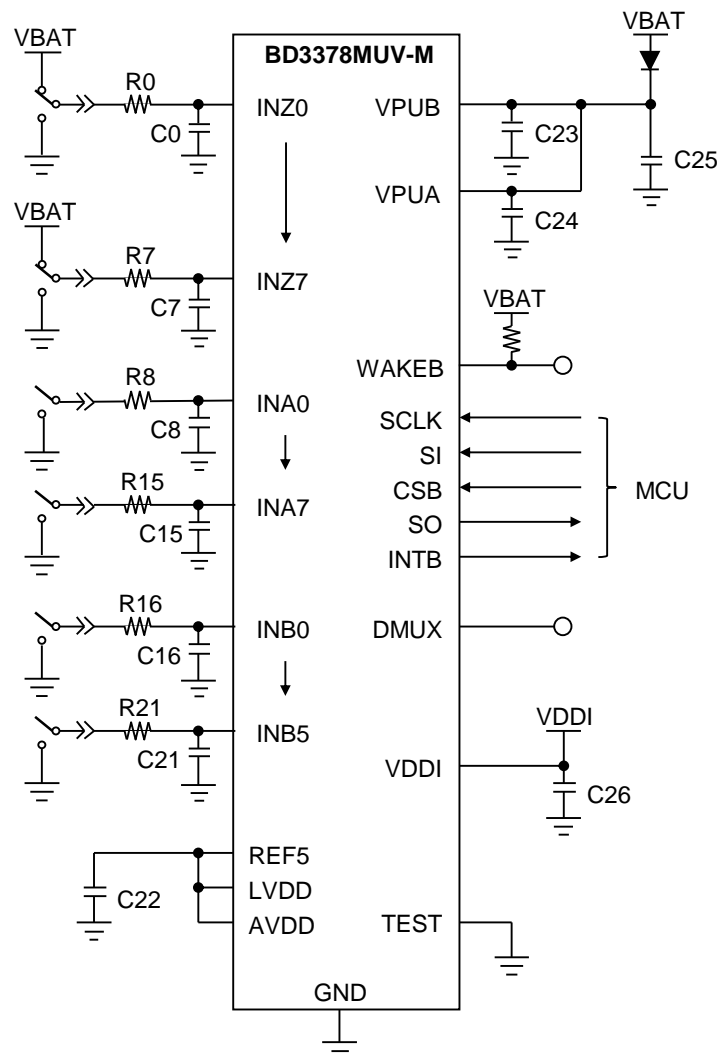 VBAT
BD3378MUV-M
VBAT
R0
C0
INZ0
VPUB
C23
C25
VPUA
C24
VBAT
R7
C7
INZ7
VBAT
WAKEB
R8
C8
INA0
SCLK
SI
CSB
SO
INTB
MCU
R15
C15
INA7
R16
C16
INB0
DMUX
R21
C21
INB5
VDDI
VDDI
C26
REF5
LVDD
AVDD
C22
TEST
GND